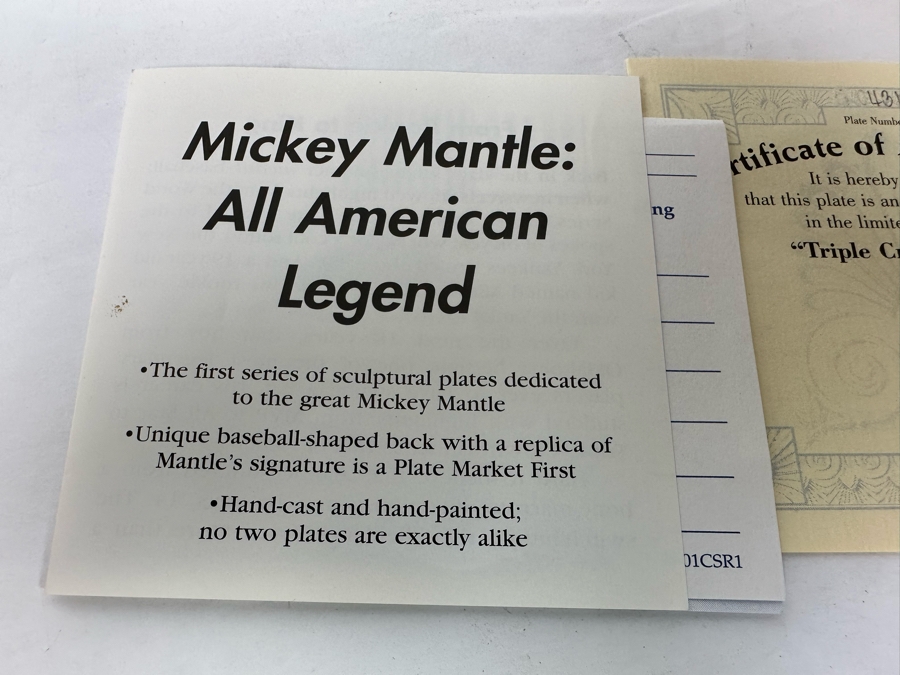 Mickey Mantle:
All American
Legend
•The first series of sculptural plates dedicated
to the great Mickey Mantle
•Unique baseball-shaped back with a replica of
Mantle's signature is a Plate Market First
•Hand-cast and hand-painted;
no two plates are exactly alike
ng
01CSR1
Plate Numbe
rtificate of
It is hereby
that this plate is an
in the limite
“Triple Cr